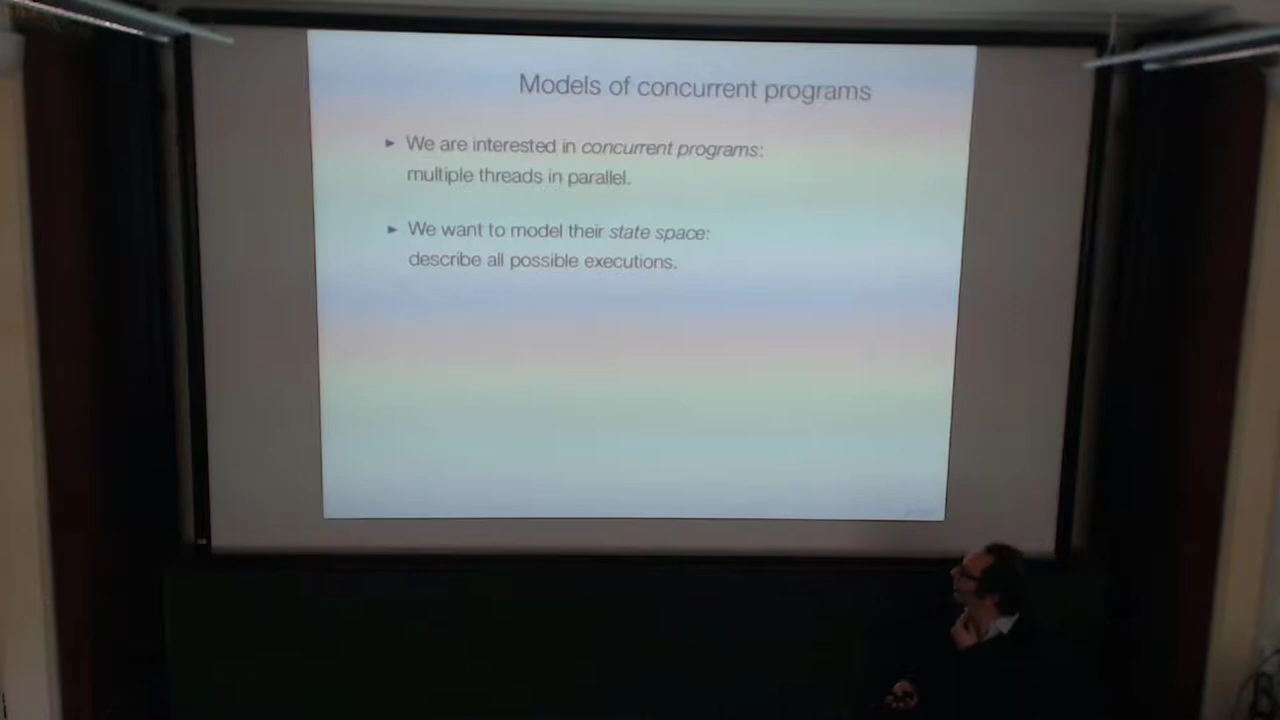 Models of concurrent programs
► We are interested in concurrent programs:
multiple threads in parallel.
► We want to model their state space:
describe all possible executions.